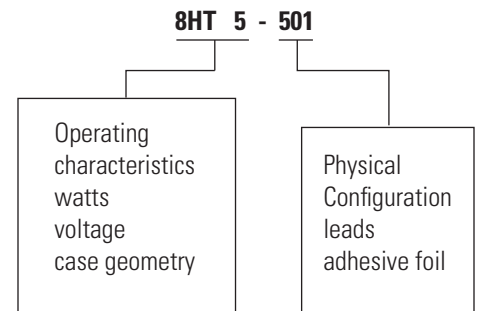 8HT 5 - 501
Operating
characteristics
watts
voltage
case geometry
Physical
Configuration
leads
adhesive foil